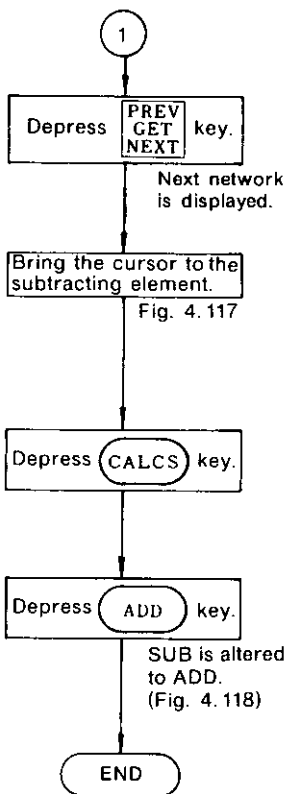 1
PREV
Depress GET key.
NEXT
Next network
is displayed.
Bring the cursor to the
subtracting element.
Fig. 4.117
Depress CALCS key.
Depress ADD key.
SUB is altered
to ADD.
(Fig. 4.118)
END